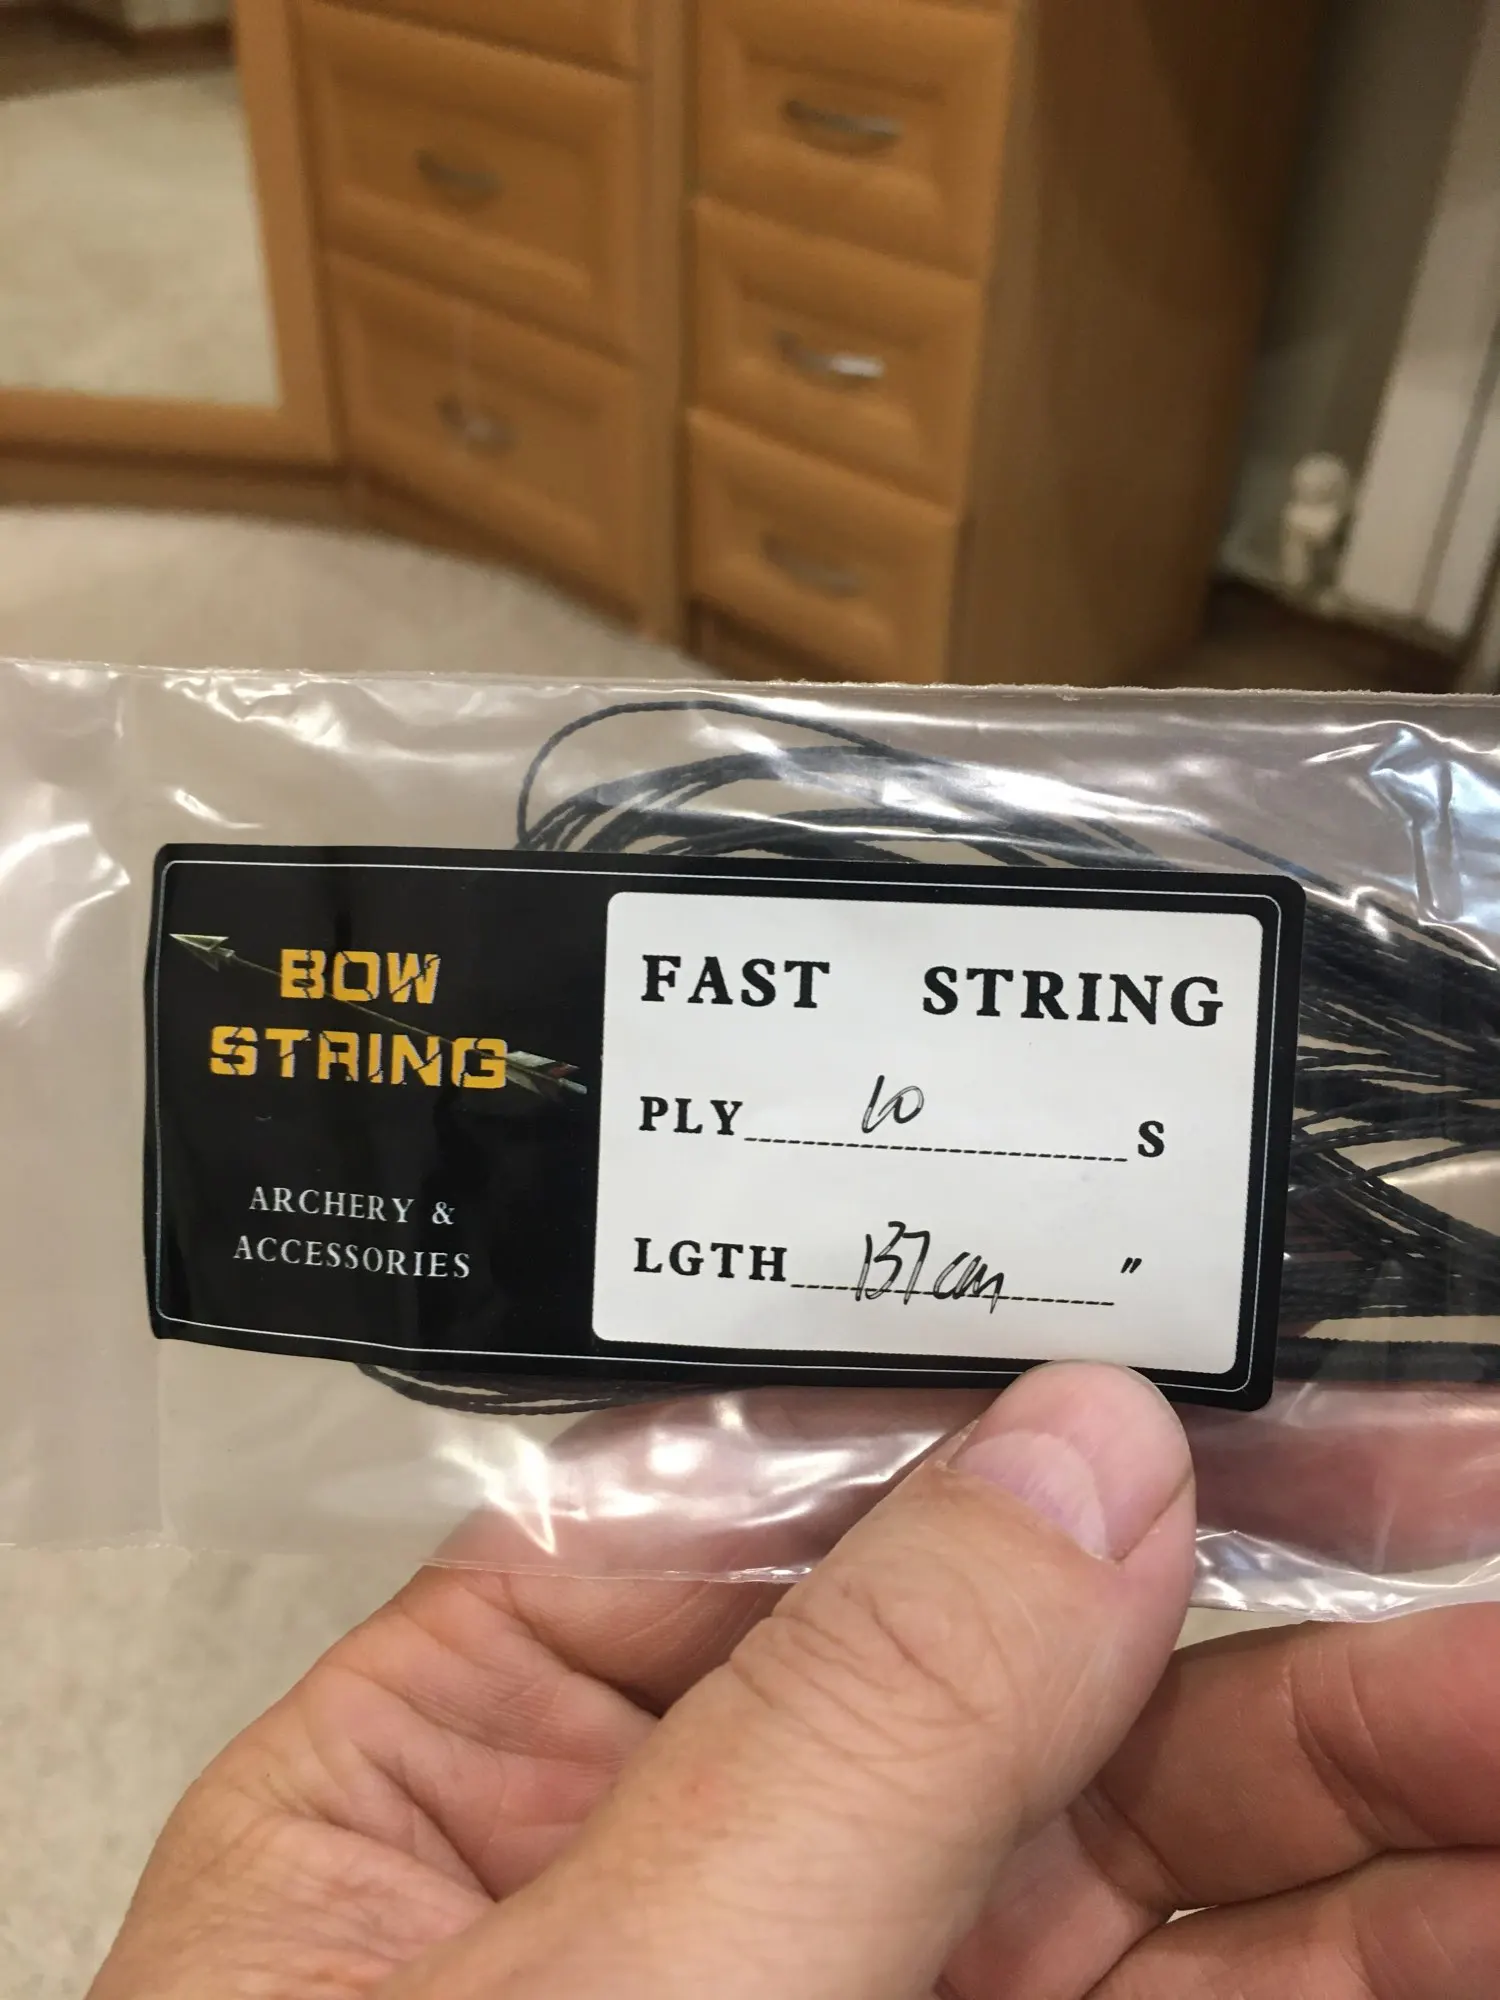 BOW
STRING
ARCHERY &
ACCESSORIES
FAST STRING
PLY 10 S
LGTH 137cm "